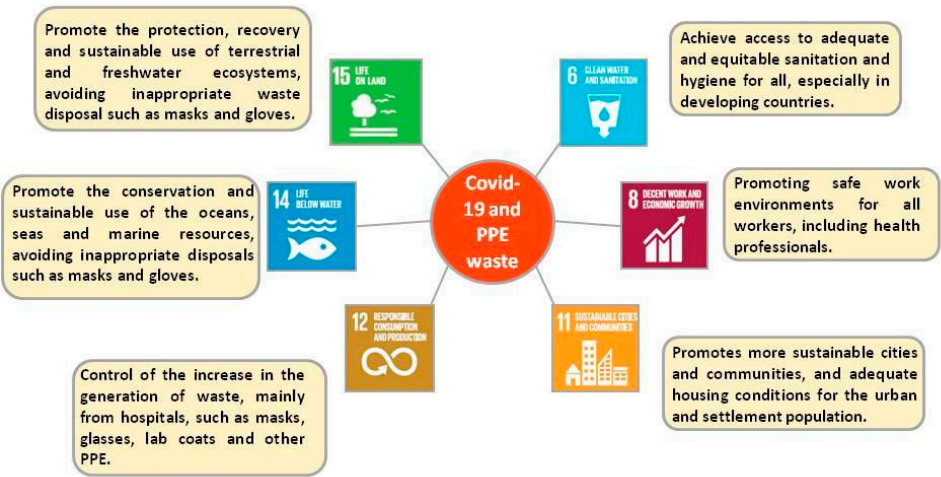 Promote the protection, recovery
and sustainable use of terrestrial
and freshwater ecosystems,
avoiding inappropriate waste
disposal such as masks and gloves.
15 LIFE
ON LAND
6 CLEAN WATER
AND SANITATION
Achieve access to adequate
and equitable sanitation and
hygiene for all, especially in
developing countries.
Promote the conservation and
sustainable use of the oceans,
seas and marine resources,
avoiding inappropriate disposals
such as masks and gloves.
14 LIFE
BELOW WATER
Covid-
19 and
PPE
waste
8 DECENT WORK AND
ECONOMIC GROWTH
Promoting safe work
environments for all
workers, including health
professionals.
12 RESPONSIBLE
CONSUMPTION
AND PRODUCTION
11 SUSTAINABLE CITIES
AND COMMUNITIES
Control of the increase in the
generation of waste, mainly
from hospitals, such as masks,
glasses, lab coats and other
PPE.
Promotes more sustainable cities
and communities, and adequate
housing conditions for the urban
and settlement population.